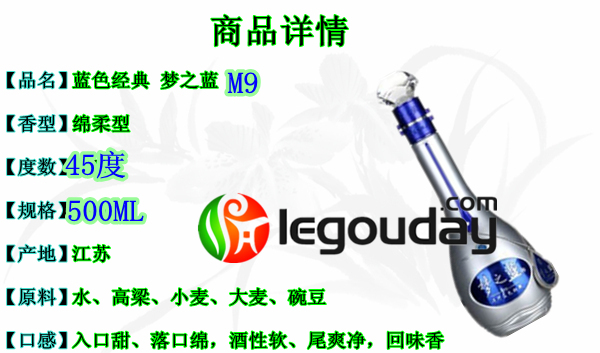 商品详情
【品名】蓝色经典 梦之蓝 M9
【香型】绵柔型
【度数】45度
【规格】500ML
【产地】江苏
【原料】水、高梁、小麦、大麦、碗豆
【口感】入口甜、落口绵，酒性软、尾爽净，回味香
legouday.com
梦之蓝